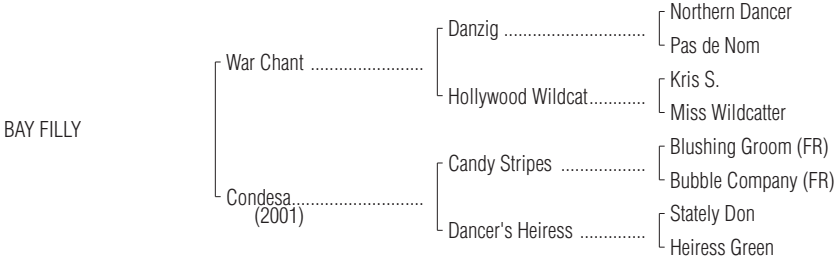 Northern Dancer
Danzig ..............................
Pas de Nom
War Chant ........................
Kris S.
Hollywood Wildcat............
Miss Wildcatter
BAY FILLY
Blushing Groom (FR)
Candy Stripes ..................
Bubble Company (FR)
Condesa............................
(2001)
Stately Don
Dancer's Heiress ..............
Heiress Green